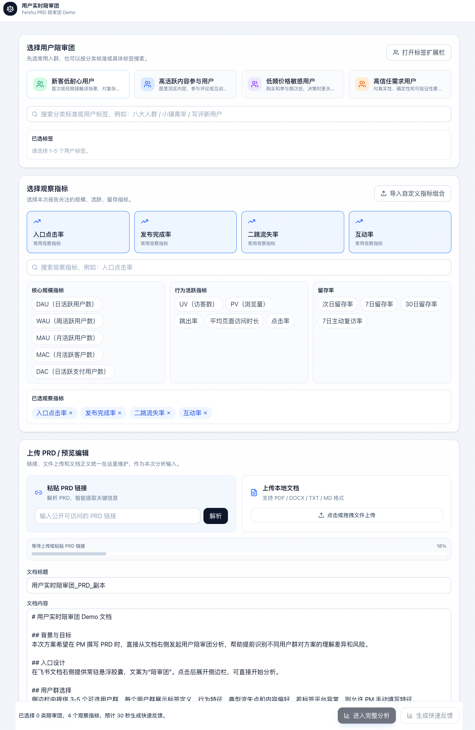 用户实时陪审团
Feishu PRD 陪审团 Demo
选择用户陪审团
先选常用人群，也可以按分类标准或具体标签搜索。
打开标签扩展栏
新客低耐心用户
高活跃内容参与用户
低频价格敏感用户
高信任需求用户
搜索分类标准或用户标签，例如：八大人群 / 小镇青年 / 写评新用户
已选标签
请选择 1-5 个用户标签。
选择观察指标
选择本次报告关注的规模、活跃、留存指标。
导入自定义指标组合
入口点击率
常用观察指标
发布完成率
常用观察指标
二跳流失率
常用观察指标
互动率
常用观察指标
搜索观察指标，例如：入口点击率
核心规模指标
DAU（日活跃用户数）
WAU（周活跃用户数）
MAU（月活跃用户数）
MAC（月活跃客户数）
DAC（日活跃支付用户数）
行为活跃指标
UV（访客数）
PV（浏览量）
跳出率
平均页面访问时长
点击率
留存率
次日留存率
7日留存率
30日留存率
7日主动复访率
已选观察指标
入口点击率 ×
发布完成率 ×
二跳流失率 ×
互动率 ×
上传 PRD / 预览编辑
链接、文件上传和文档正文统一在这里维护，作为本次分析输入。
粘贴 PRD 链接
解析 PRD，智能提取关键信息
输入公开可访问的 PRD 链接
解析
上传本地文档
支持 PDF / DOCX / TXT / MD 格式
点击或拖拽文件上传
等待上传或粘贴 PRD 链接
18%
文档标题
用户实时陪审团_PRD_副本
文档内容
# 用户实时陪审团 Demo 文档
## 背景与目标
本次方案希望在 PM 撰写 PRD 时，直接从文档右侧发起用户陪审团分析，帮助提前识别不同用户群对方案的理解差异和风险。
## 入口设计
在飞书文档右侧提供常驻悬浮胶囊，文案为“陪审团”。点击后展开侧边栏，可直接开始分析。
## 用户群选择
侧边栏内提供 3-5 个可选用户群，每个用户群展示标签定义、行为特征、典型流失点和内容偏好。若标签平台异常，则允许 PM 手动填写特征
已选择 0 类陪审团，4 个观察指标，预计 30 秒生成快速反馈。
进入完整分析
生成快速反馈